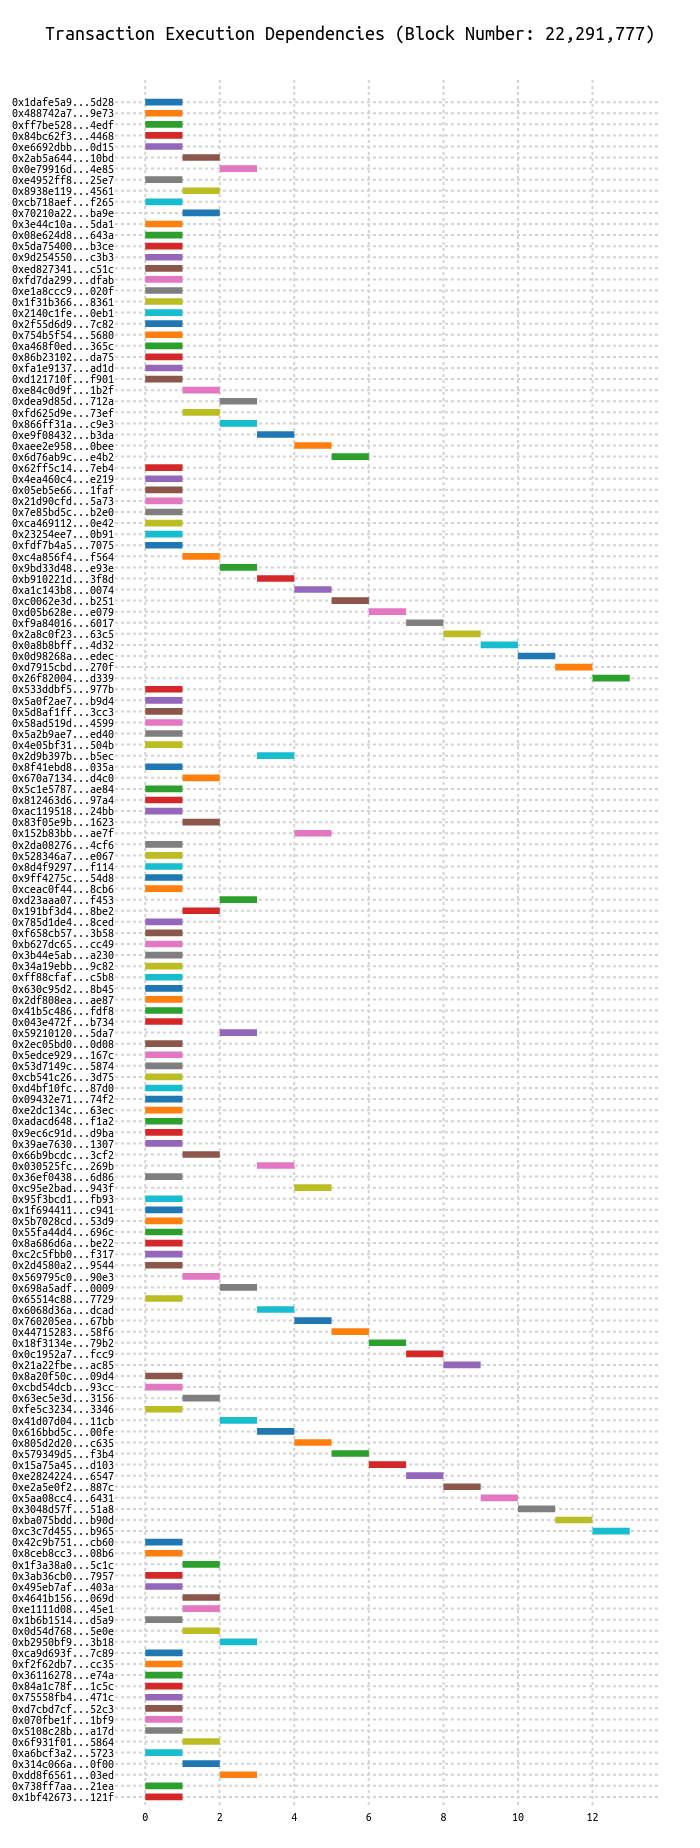 Transaction Execution Dependencies (Block Number: 22,291,777)
0x1dafe5a9...5d28
0x488742a7...9e73
0xff7be528...4edf
0x84bc62f3...4468
0xe6692dbb...0d15
0x2ab5a644...10bd
0x0e79916d...4e85
0xe4952ff8...25e7
0x8938e119...4561
0xcb718aef...f265
0x70210a22...ba9e
0x3e44c10a...5da1
0x08e624d8...643a
0x5da75400...b3ce
0x9d254550...c3b3
0xed827341...c51c
0xfd7da299...dfab
0xe1a8ccc9...020f
0x1f31b366...8361
0x2140c1fe...0eb1
0x2f55d6d9...7c82
0x754b5f54...5680
0xa468f0ed...365c
0x86b23102...da75
0xfa1e9137...ad1d
0xd121710f...f901
0xe84c0d9f...1b2f
0xdea9d85d...712a
0xfd625d9e...73ef
0x866ff31a...c9e3
0xe9f08432...b3da
0xaee2e958...0bee
0x6d76ab9c...e4b2
0x62ff5c14...7eb4
0x4ea460c4...e219
0x05eb5e66...1faf
0x21d90cfd...5a73
0x7e85bd5c...b2e0
0xca469112...0e42
0x23254ee7...0b91
0xfdf7b4a5...7075
0xc4a856f4...f564
0x9bd33d48...e93e
0xb910221d...3f8d
0xa1c143b8...0074
0xc0062e3d...b251
0xd05b628e...e079
0xf9a84016...6017
0x2a8c0f23...63c5
0x0a8b8bff...4d32
0x0d98268a...edec
0xd7915cbd...270f
0x26f82004...d339
0x533ddbf5...977b
0x5a0f2ae7...b9d4
0x5d8af1ff...3cc3
0x58ad519d...4599
0x5a2b9ae7...ed40
0x4e05bf31...504b
0x2d9b397b...b5ec
0x8f41ebd8...035a
0x670a7134...d4c0
0x5c1e5787...ae84
0x812463d6...97a4
0xac119518...24bb
0x83f05e9b...1623
0x152b83bb...ae7f
0x2da08276...4cf6
0x528346a7...e067
0x8d4f9297...f114
0x9ff4275c...54d8
0xceac0f44...8cb6
0xd23aaa07...f453
0x191bf3d4...8be2
0x785d1de4...8ced
0xf658cb57...3b58
0xb627dc65...cc49
0x3b44e5ab...a230
0x34a19ebb...9c82
0xff88cfaf...c5b8
0x630c95d2...8b45
0x2df808ea...ae87
0x41b5c486...fdf8
0x043e472f...b734
0x59210120...5da7
0x2ec05bd0...0d08
0x5edce929...167c
0x53d7149c...5874
0xcb541c26...3d75
0xd4bf10fc...87d0
0x09432e71...74f2
0xe2dc134c...63ec
0xadacd648...f1a2
0x9ec6c91d...d9ba
0x39ae7630...1307
0x66b9bcdc...3cf2
0x030525fc...269b
0x36ef0438...6d86
0xc95e2bad...943f
0x95f3bcd1...fb93
0x1f694411...c941
0x5b7028cd...53d9
0x55fa44d4...696c
0x8a686d6a...be22
0xc2c5fbb0...f317
0x2d4580a2...9544
0x569795c0...90e3
0x698a5adf...0009
0x65514c88...7729
0x6068d36a...dcad
0x760205ea...67bb
0x44715283...58f6
0x18f3134e...79b2
0x0c1952a7...fcc9
0x21a22fbe...ac85
0x8a20f50c...09d4
0xcbd54dcb...93cc
0x63ec5e3d...3156
0xfe5c3234...3346
0x41d07d04...11cb
0x616bbd5c...00fe
0x805d2d20...c635
0x579349d5...f3b4
0x15a75a45...d103
0xe2824224...6547
0xe2a5e0f2...887c
0x5aa08cc4...6431
0x3048d57f...51a8
0xba075bdd...b90d
0xc3c7d455...b965
0x42c9b751...cb60
0x8ceb8cc3...08b6
0x1f3a38a0...5c1c
0x3ab36cb0...7957
0x495eb7af...403a
0x4641b156...069d
0xe1111d08...45e1
0x1b6b1514...d5a9
0x0d54d768...5e0e
0xb2950bf9...3b18
0xca9d693f...7c89
0xf2f62db7...cc35
0x36116278...e74a
0x84a1c78f...1c5c
0x75558fb4...471c
0xd7cbd7cf...52c3
0x070fbe1f...1bf9
0x5108c28b...a17d
0x6f931f01...5864
0xa6bcf3a2...5723
0x314c066a...0f00
0xdd8f6561...03ed
0x738ff7aa...21ea
0x1bf42673...121f
0 2 4 6 8 10 12